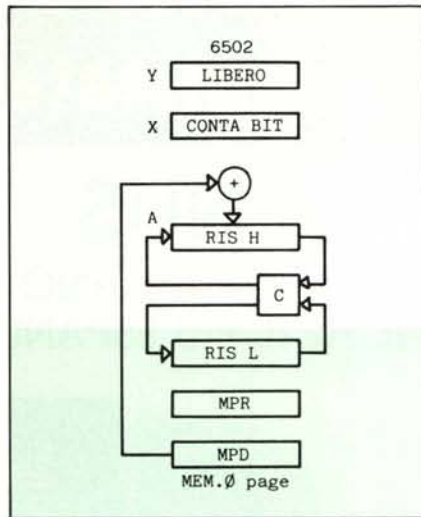 6502
Y LIBERO
X CONTA BIT
+
A
RIS H
C
RIS L
MPR
MPD
MEM.Ø page